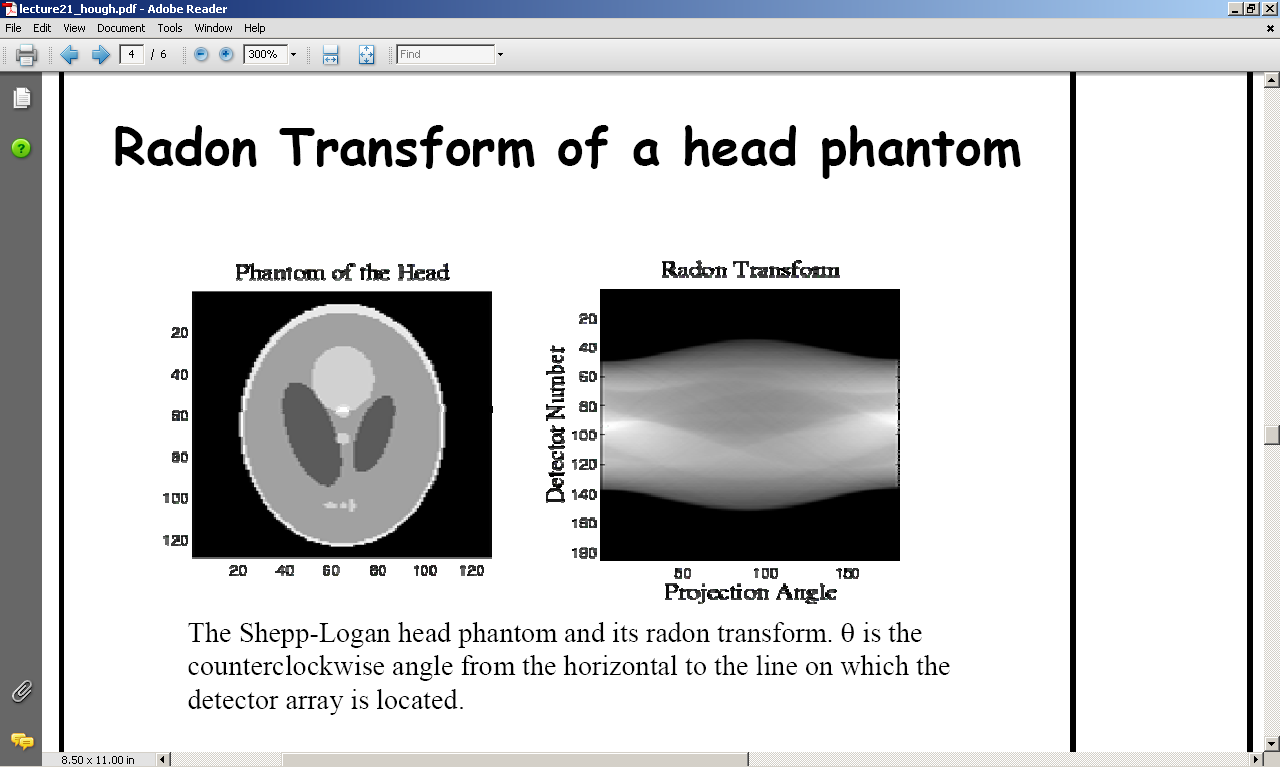 lecture21_hough.pdf - Adobe Reader
File Edit View Document Tools Window Help
4 / 6 300% Find
Radon Transform of a head phantom
Phantom of the Head
20
40
60
80
100
120
20 40 60 80 100 120
Radon Transform
Detector Number
20
40
60
80
100
120
140
160
180
50 100 150
Projection Angle
The Shepp-Logan head phantom and its radon transform. θ is the
counterclockwise angle from the horizontal to the line on which the
detector array is located.
8.50 x 11.00 in